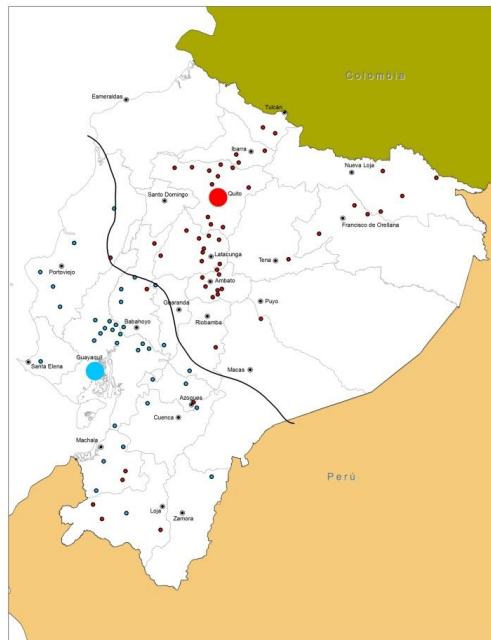 Colombia
Esmeraldas
Tulcán
Ibarra
Nueva Loja
Santo Domingo
Quito
Francisco de Orellana
Portoviejo
Latacunga
Tena
Ambato
Guaranda
Puyo
Babahoyo
Riobamba
Guayaquil
Santa Elena
Macas
Azogues
Cuenca
Machala
Perú
Loja
Zamora